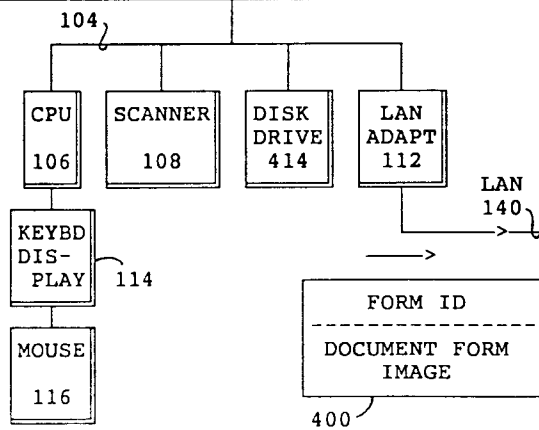 104
CPU
106
SCANNER
108
DISK
DRIVE
414
LAN
ADAPT
112
LAN
140
KEYBD
DIS-
PLAY
114
MOUSE
116
FORM ID
DOCUMENT FORM
IMAGE
400